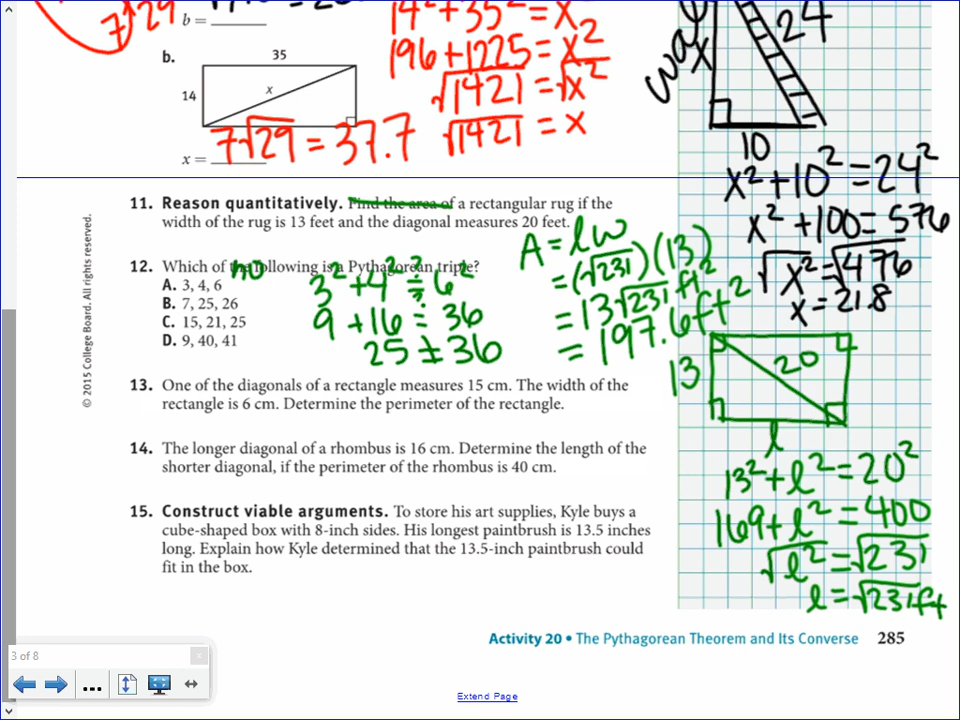 7√29
b =
b.
35
14
x
x =
7√29 = 37.7
14² + 35² = x
196 + 1225 = x²
√1421 = √x²
√1421 = x
24
x
10
x² + 10² = 24²
x² + 100 = 576
√x² = √476
x = 21.8
11. Reason quantitatively. Find the area of a rectangular rug if the
width of the rug is 13 feet and the diagonal measures 20 feet.
A = lw
= (√231)(13)
= 13√231 ft²
= 197.6 ft²
12. Which of the following is a Pythagorean triple?
A. 3, 4, 6
B. 7, 25, 26
C. 15, 21, 25
D. 9, 40, 41
no
3² + 4² ≟ 6²
9 + 16 ≟ 36
25 ≠ 36
13
20
l
13² + l² = 20²
169 + l² = 400
√l² = √231
l = √231 ft
13. One of the diagonals of a rectangle measures 15 cm. The width of the
rectangle is 6 cm. Determine the perimeter of the rectangle.
14. The longer diagonal of a rhombus is 16 cm. Determine the length of the
shorter diagonal, if the perimeter of the rhombus is 40 cm.
15. Construct viable arguments. To store his art supplies, Kyle buys a
cube-shaped box with 8-inch sides. His longest paintbrush is 13.5 inches
long. Explain how Kyle determined that the 13.5-inch paintbrush could
fit in the box.
© 2015 College Board. All rights reserved.
Activity 20 • The Pythagorean Theorem and Its Converse 285
3 of 8
Extend Page